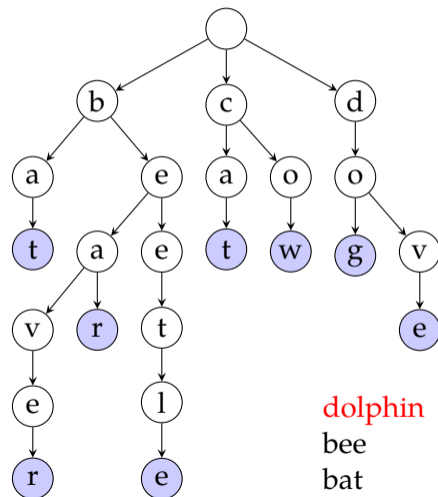 b c d
a e a o o
t a e t w g v
v r t e
e l
r e
dolphin
bee
bat